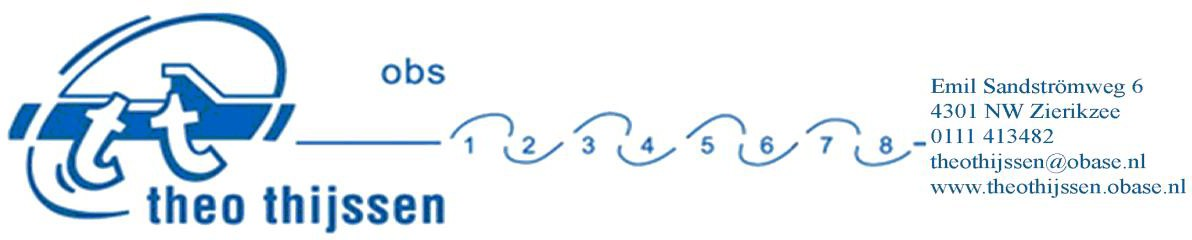 obs
tt
theo thijssen
1 2 3 4 5 6 7 8
Emil Sandströmweg 6
4301 NW Zierikzee
0111 413482
theothijssen@obase.nl
www.theothijssen.obase.nl